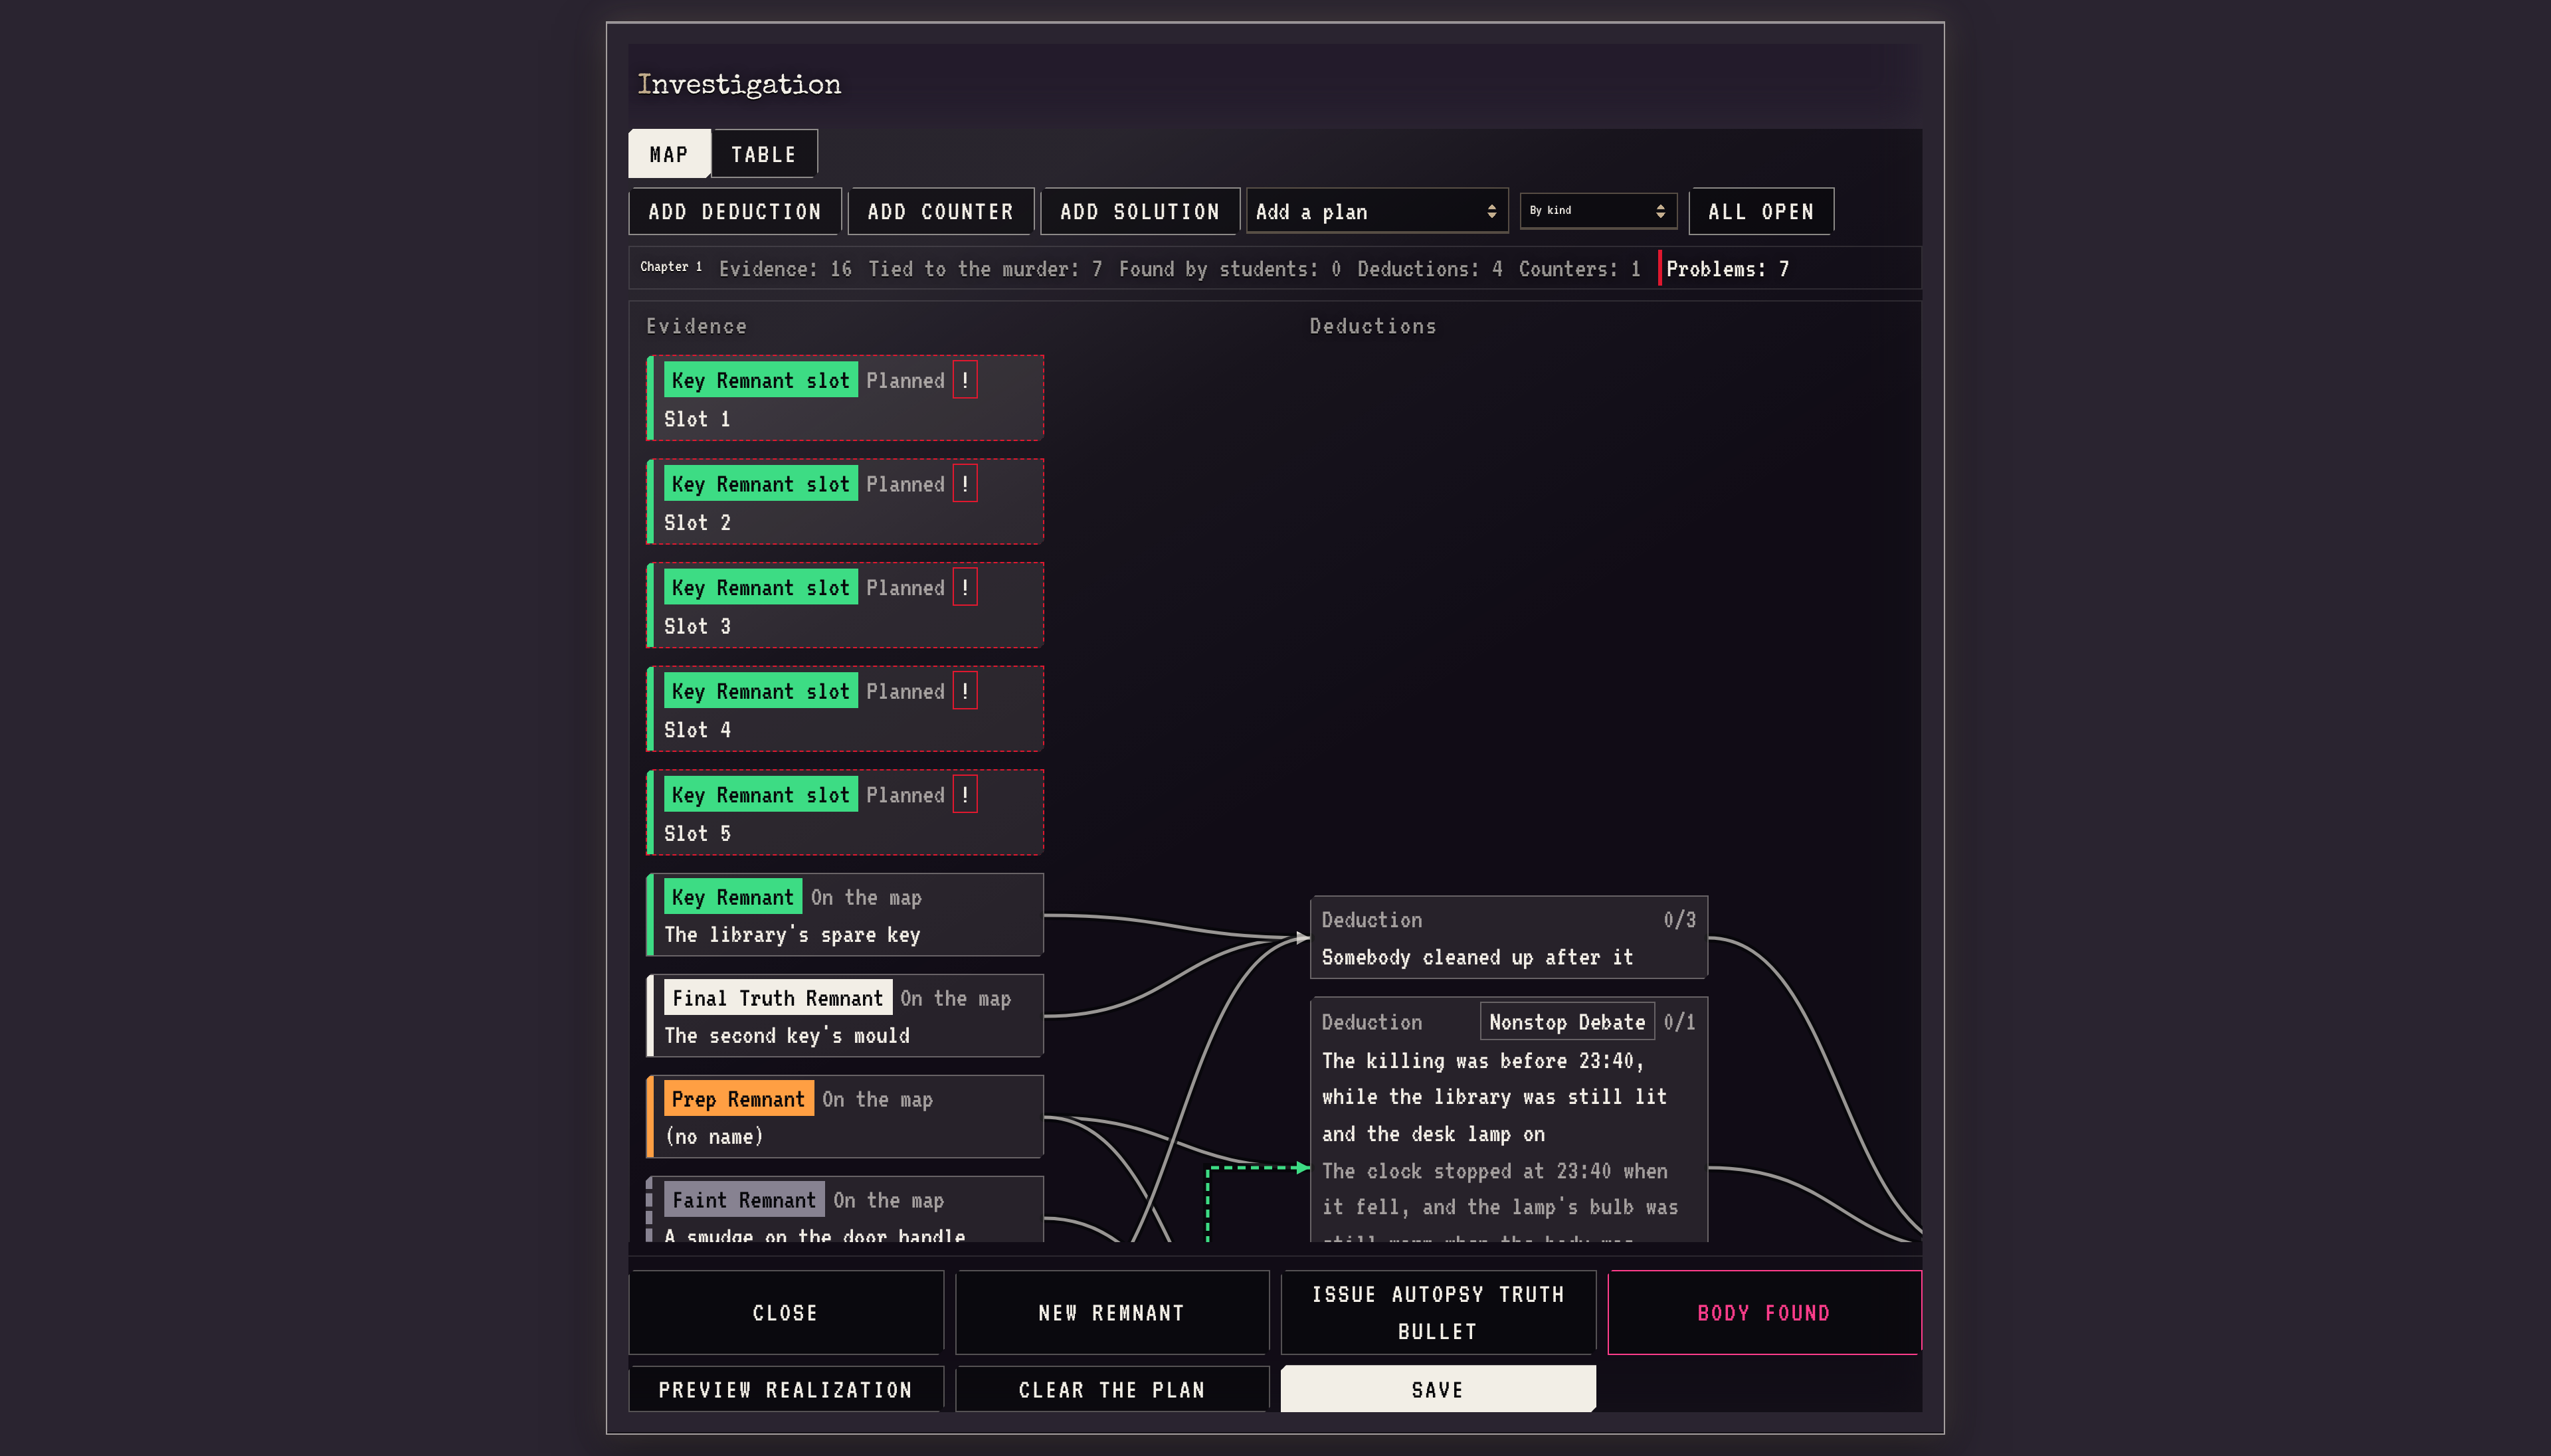 Investigation
MAP
TABLE
ADD DEDUCTION
ADD COUNTER
ADD SOLUTION
Add a plan
By kind
ALL OPEN
Chapter 1
Evidence: 16
Tied to the murder: 7
Found by students: 0
Deductions: 4
Counters: 1
Problems: 7
Evidence
Deductions
Key Remnant slot Planned !
Slot 1
Key Remnant slot Planned !
Slot 2
Key Remnant slot Planned !
Slot 3
Key Remnant slot Planned !
Slot 4
Key Remnant slot Planned !
Slot 5
Key Remnant On the map
The library's spare key
Final Truth Remnant On the map
The second key's mould
Prep Remnant On the map
(no name)
Faint Remnant On the map
A smudge on the door handle
Deduction 0/3
Somebody cleaned up after it
Deduction Nonstop Debate 0/1
The killing was before 23:40,
while the library was still lit
and the desk lamp on
The clock stopped at 23:40 when
it fell, and the lamp's bulb was
CLOSE
NEW REMNANT
ISSUE AUTOPSY TRUTH
BULLET
BODY FOUND
PREVIEW REALIZATION
CLEAR THE PLAN
SAVE